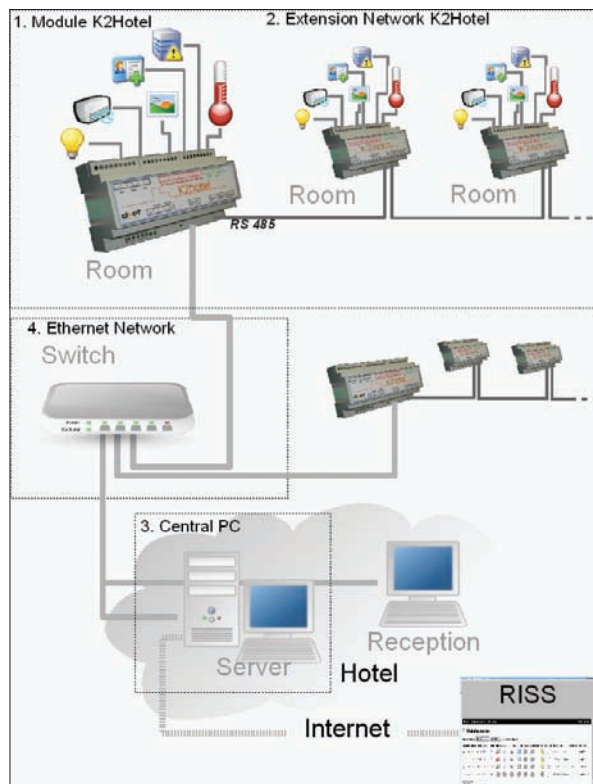 1. Module K2Hotel
2. Extension Network K2Hotel
K2hotel
RS 485
Room
Room
Room
4. Ethernet Network
Switch
3. Central PC
Server
Reception
Hotel
Internet
RISS